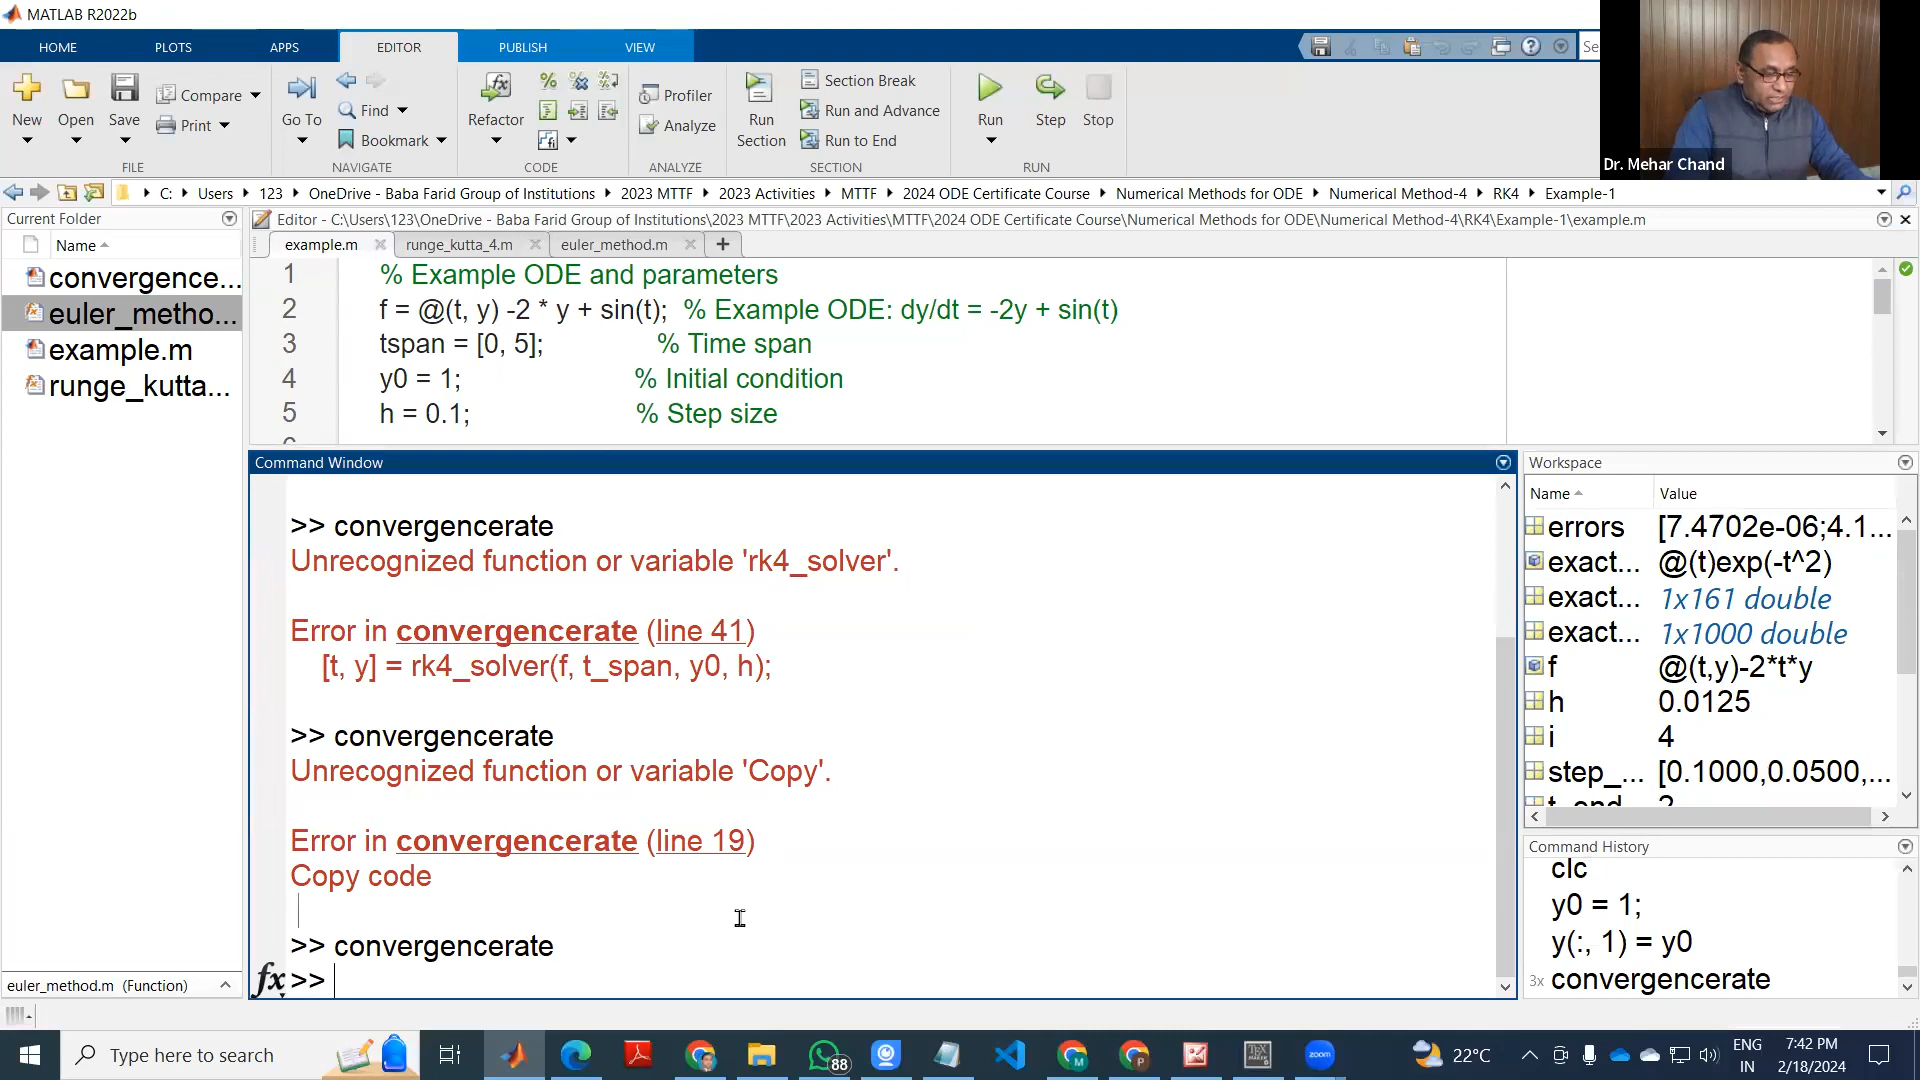 MATLAB R2022b
HOME PLOTS APPS EDITOR PUBLISH VIEW
Se
New Open Save Compare Print
FILE
Go To Find Bookmark
NAVIGATE
Refactor
CODE
Profiler
Analyze
ANALYZE
Run Section
Section Break
Run and Advance
Run to End
SECTION
Run Step Stop
RUN
Dr. Mehar Chand
C: Users 123 OneDrive - Baba Farid Group of Institutions 2023 MTTF 2023 Activities MTTF 2024 ODE Certificate Course Numerical Methods for ODE Numerical Method-4 RK4 Example-1
Current Folder
Name
convergence...
euler_metho...
example.m
runge_kutta...
euler_method.m (Function)
Editor - C:\Users\123\OneDrive - Baba Farid Group of Institutions\2023 MTTF\2023 Activities\MTTF\2024 ODE Certificate Course\Numerical Methods for ODE\Numerical Method-4\RK4\Example-1\example.m
example.m runge_kutta_4.m euler_method.m
1 % Example ODE and parameters
2 f = @(t, y) -2 * y + sin(t); % Example ODE: dy/dt = -2y + sin(t)
3 tspan = [0, 5]; % Time span
4 y0 = 1; % Initial condition
5 h = 0.1; % Step size
Command Window
>> convergencerate
Unrecognized function or variable 'rk4_solver'.
Error in convergencerate (line 41)
[t, y] = rk4_solver(f, t_span, y0, h);
>> convergencerate
Unrecognized function or variable 'Copy'.
Error in convergencerate (line 19)
Copy code
>> convergencerate
fx >>
Workspace
Name Value
errors [7.4702e-06;4.1...
exact... @(t)exp(-t^2)
exact... 1x161 double
exact... 1x1000 double
f @(t,y)-2*t*y
h 0.0125
i 4
step_... [0.1000,0.0500,...
t_end 2
Command History
clc
y0 = 1;
y(:, 1) = y0
3x convergencerate
Type here to search
88
zoom
22°C
ENG
IN
7:42 PM
2/18/2024